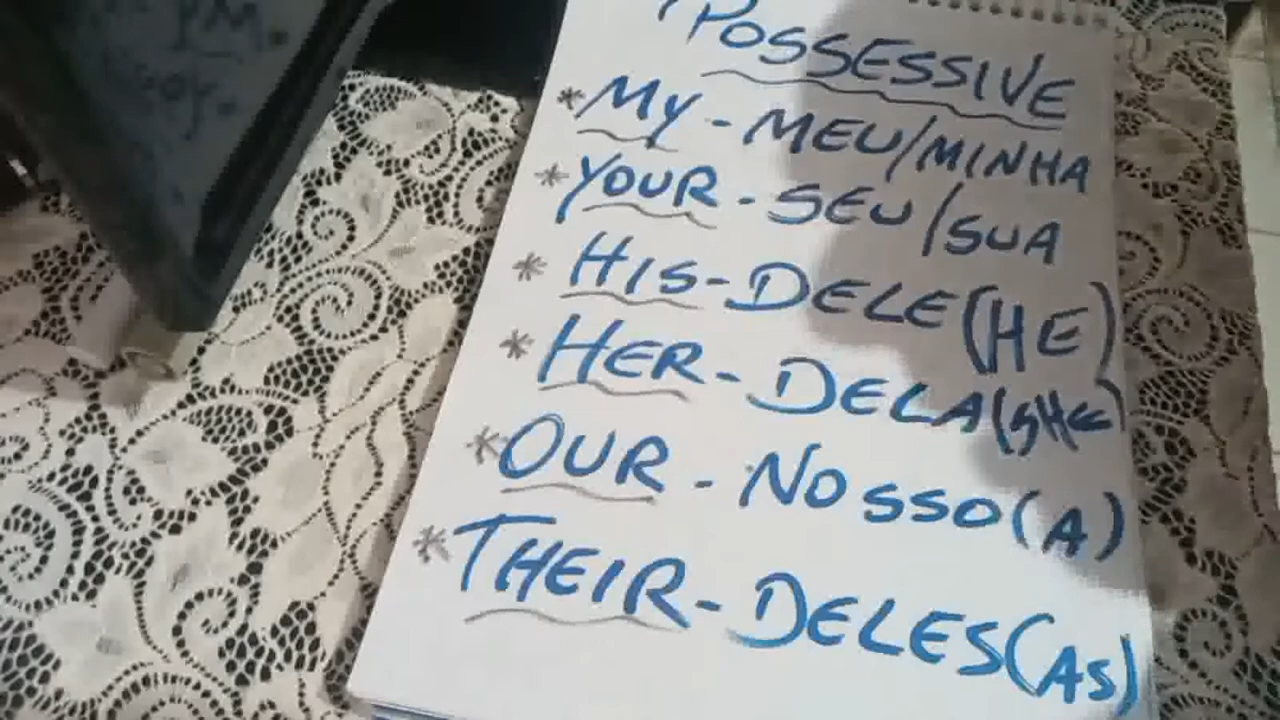 POSSESSIVE
* MY - MEU/MINHA
* YOUR - SEU/SUA
* HIS - DELE (HE)
* HER - DELA (SHE)
* OUR - NOSSO (A)
* THEIR - DELES (AS)